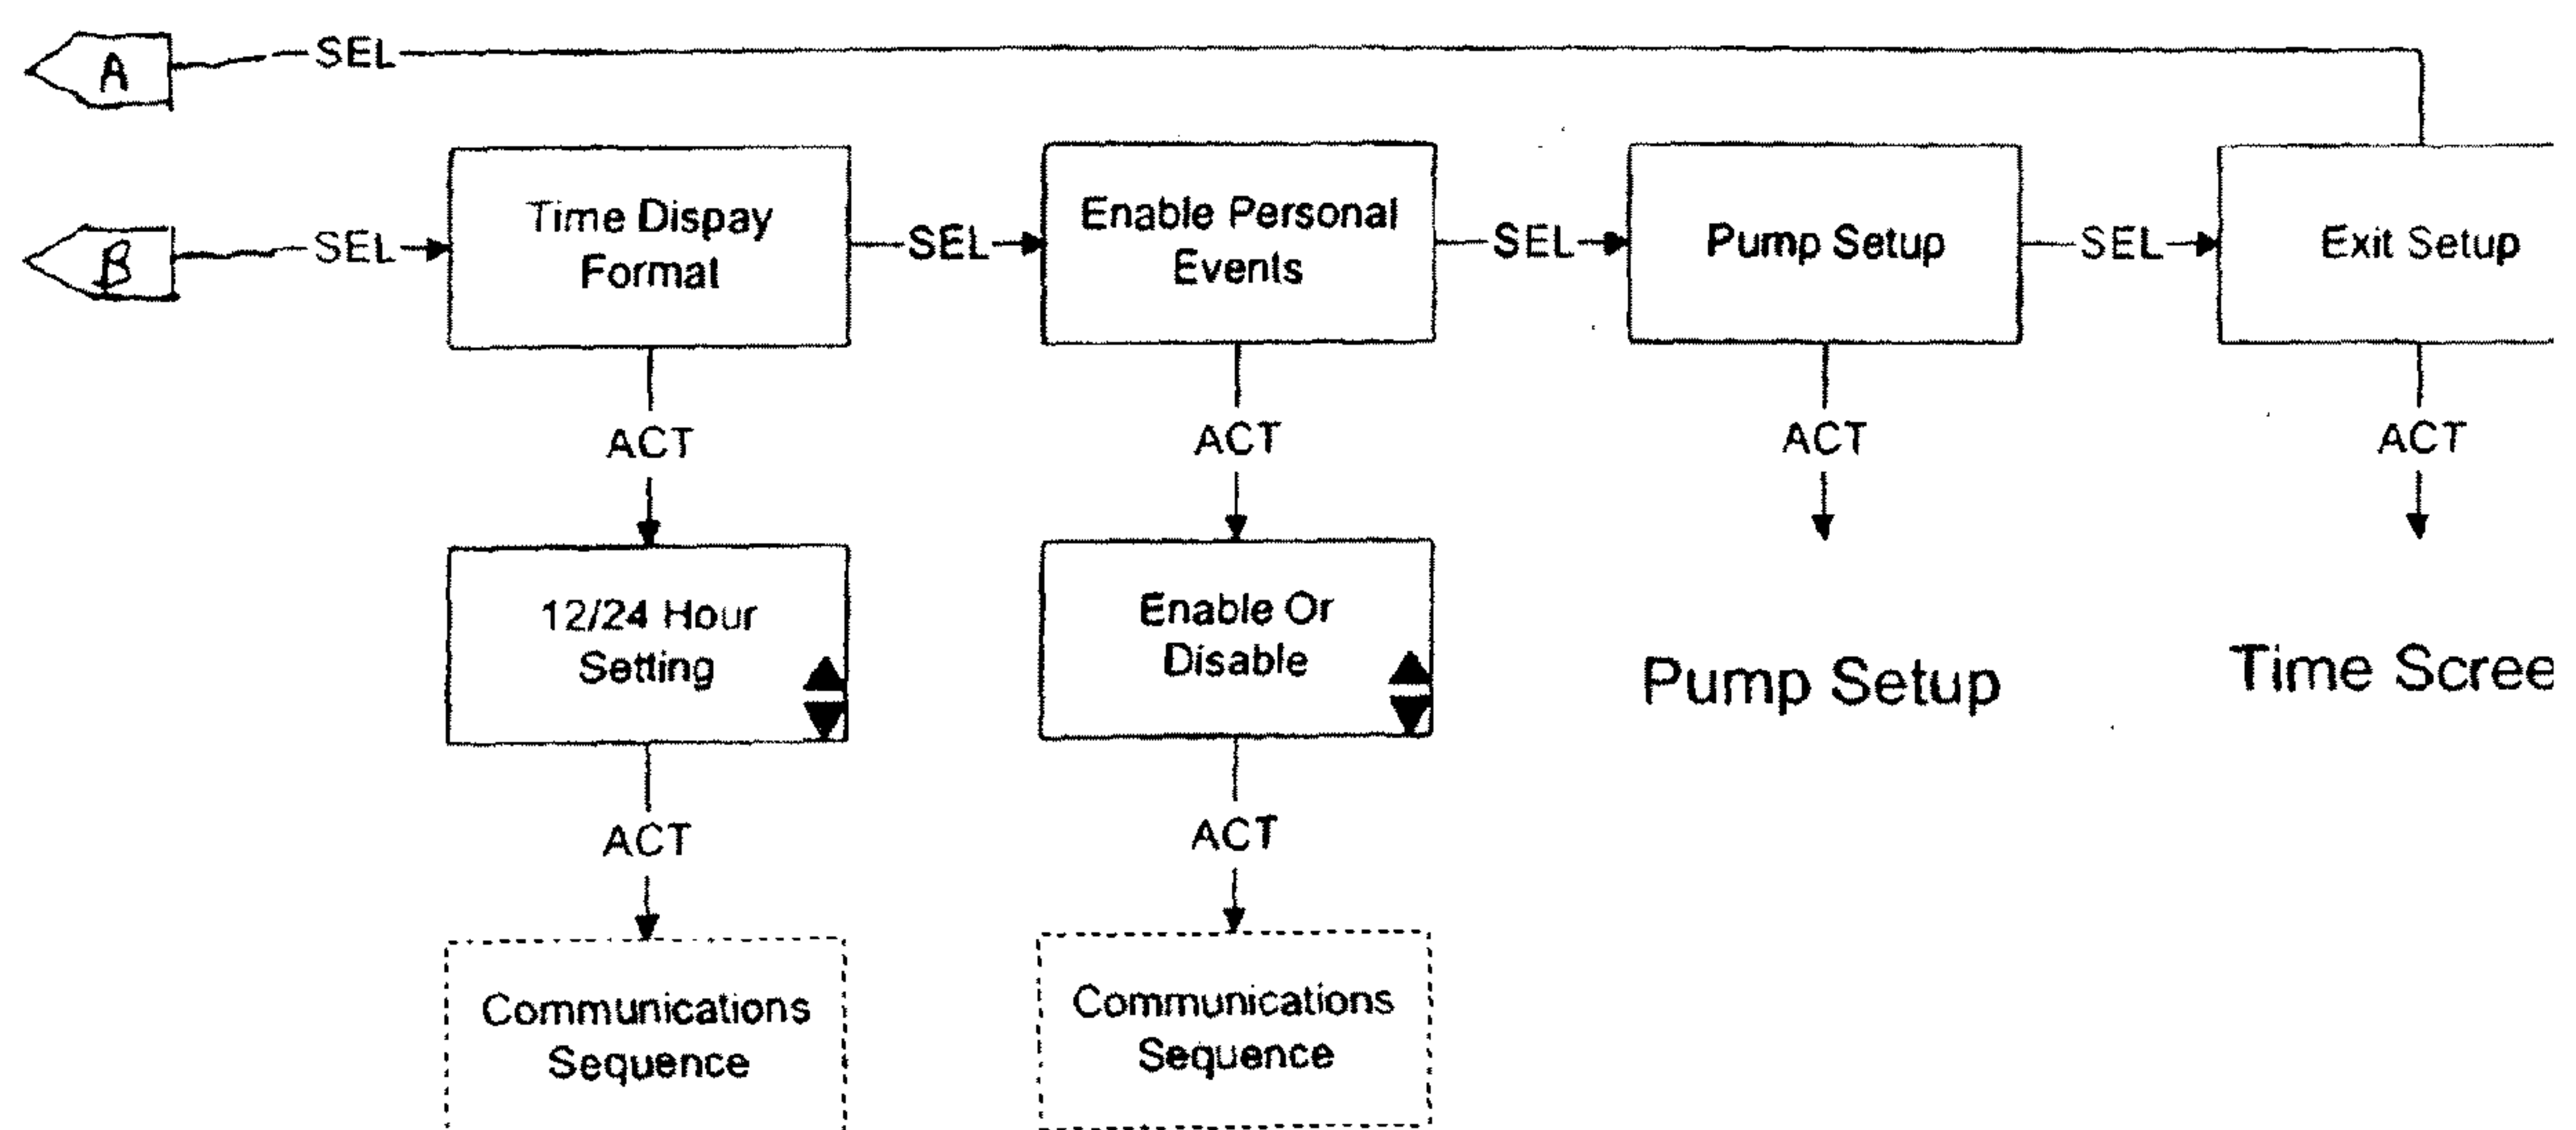 A
SEL
B
SEL
Time Dispay
Format
SEL
Enable Personal
Events
SEL
Pump Setup
SEL
Exit Setup
ACT
ACT
ACT
ACT
12/24 Hour
Setting
Enable Or
Disable
Pump Setup
Time Scree
ACT
ACT
Communications
Sequence
Communications
Sequence